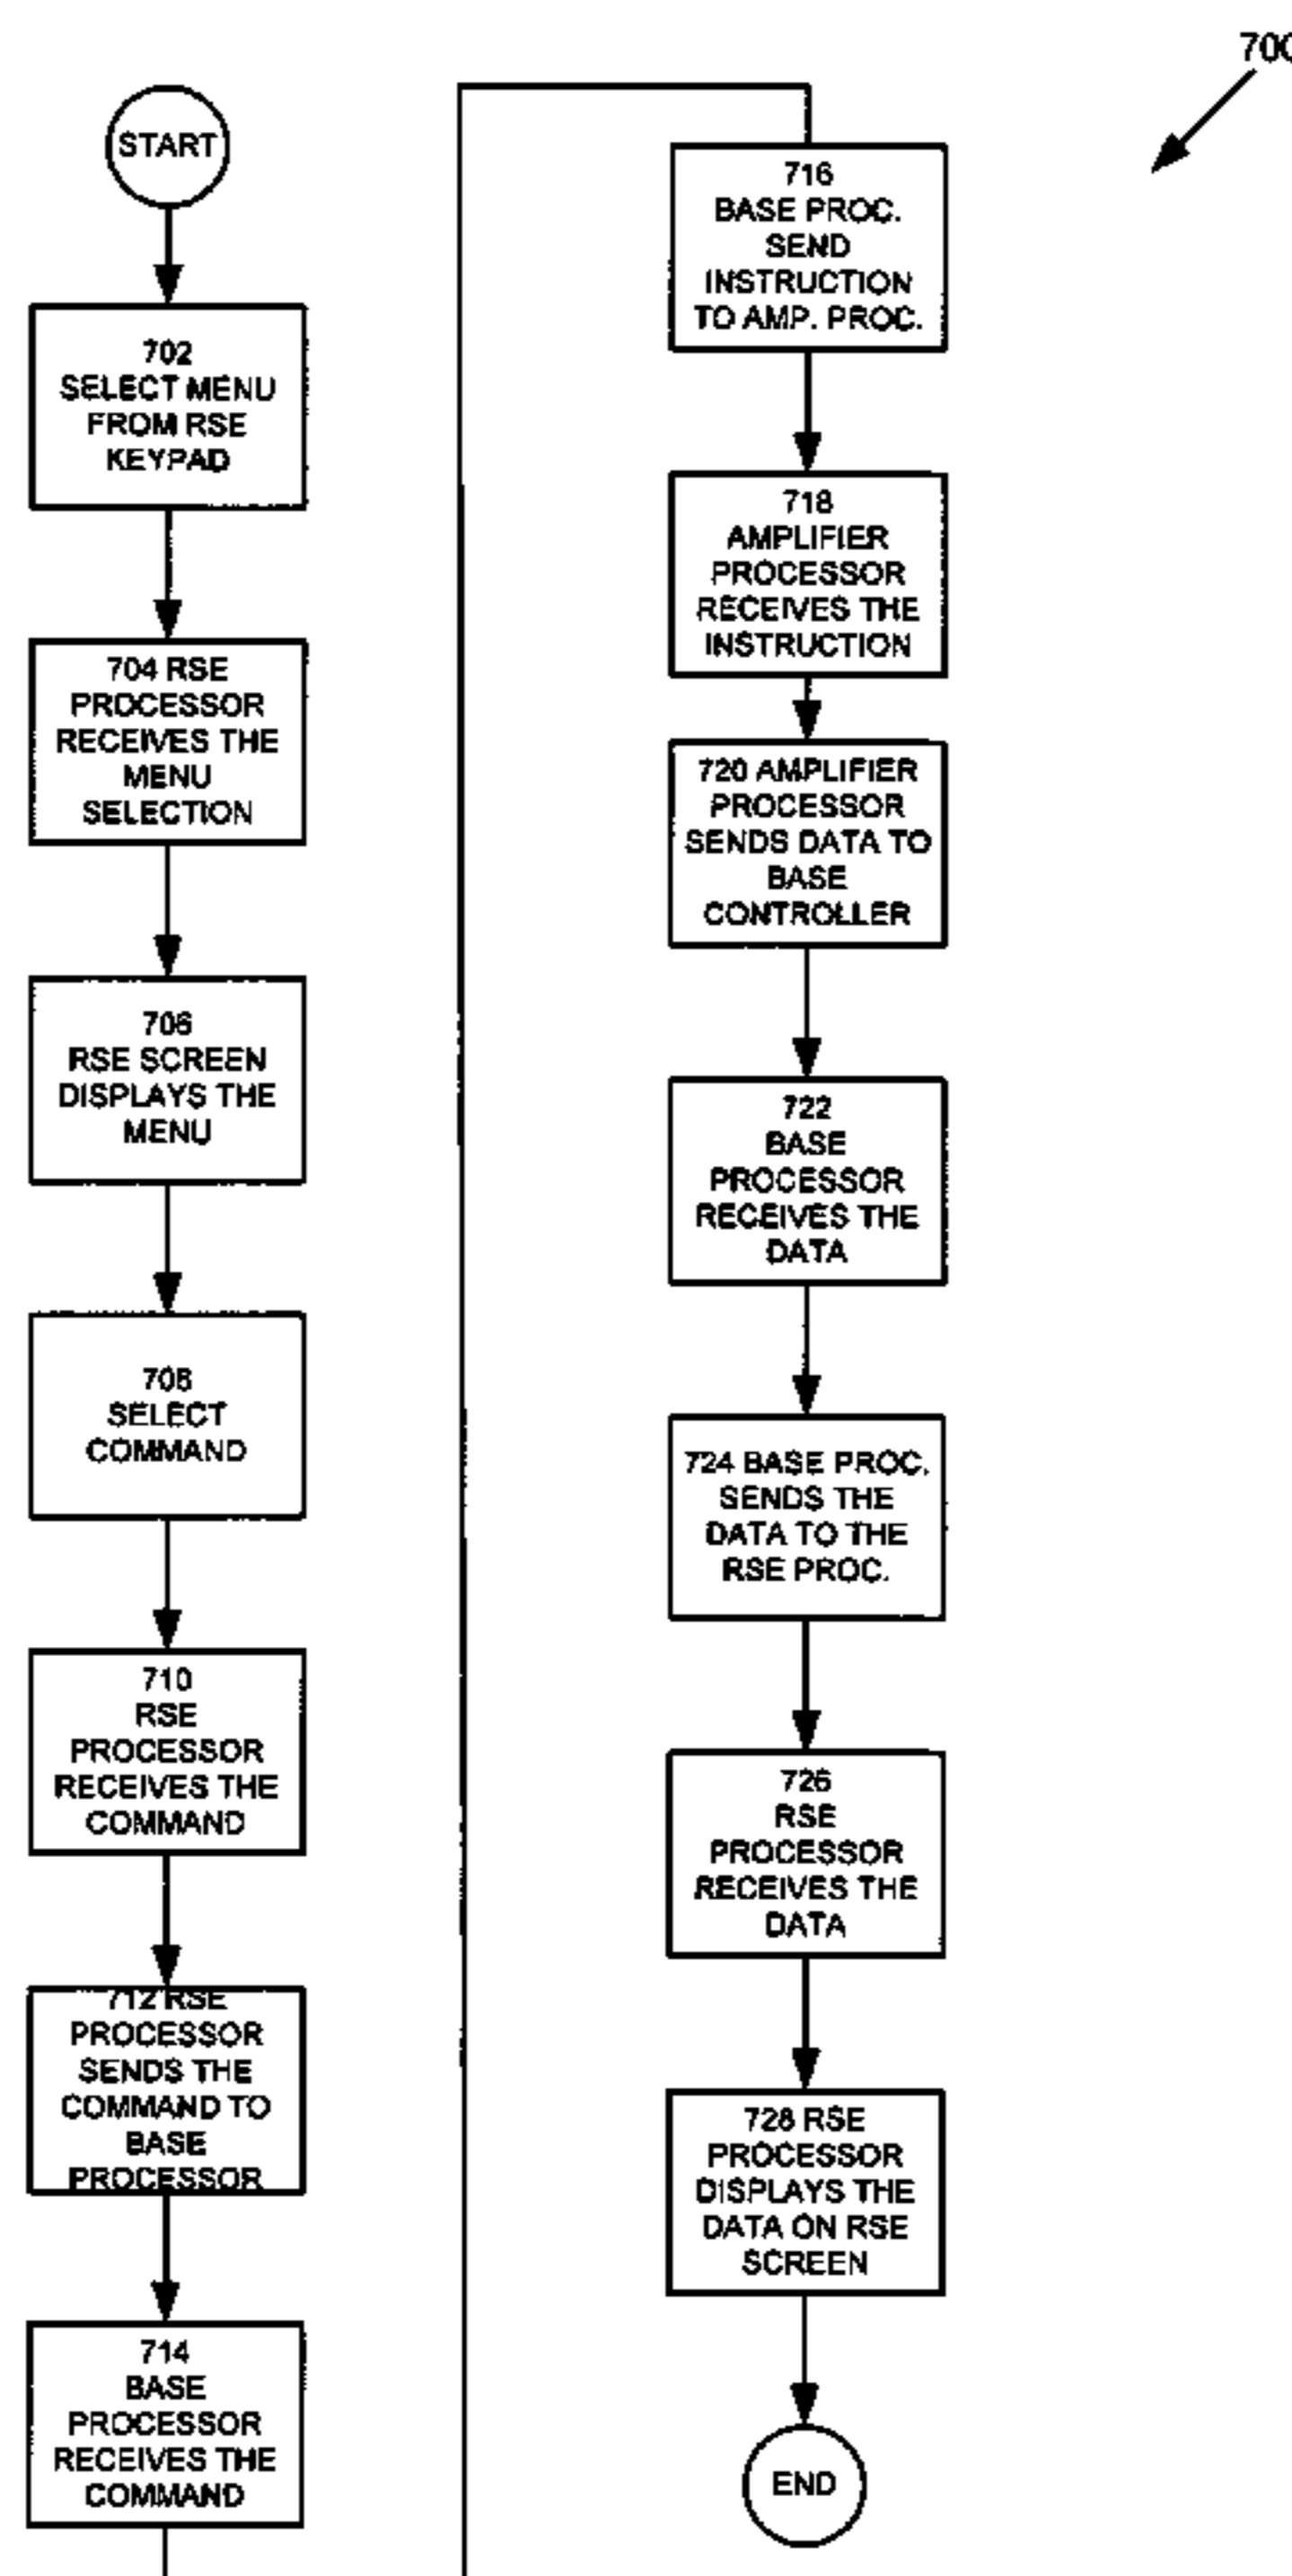 700
START
702
SELECT MENU
FROM RSE
KEYPAD
704 RSE
PROCESSOR
RECEIVES THE
MENU
SELECTION
706
RSE SCREEN
DISPLAYS THE
MENU
708
SELECT
COMMAND
710
RSE
PROCESSOR
RECEIVES THE
COMMAND
712 RSE
PROCESSOR
SENDS THE
COMMAND TO
BASE
PROCESSOR
714
BASE
PROCESSOR
RECEIVES THE
COMMAND
716
BASE PROC.
SEND
INSTRUCTION
TO AMP. PROC.
718
AMPLIFIER
PROCESSOR
RECEIVES THE
INSTRUCTION
720 AMPLIFIER
PROCESSOR
SENDS DATA TO
BASE
CONTROLLER
722
BASE
PROCESSOR
RECEIVES THE
DATA
724 BASE PROC.
SENDS THE
DATA TO THE
RSE PROC.
726
RSE
PROCESSOR
RECEIVES THE
DATA
728 RSE
PROCESSOR
DISPLAYS THE
DATA ON RSE
SCREEN
END